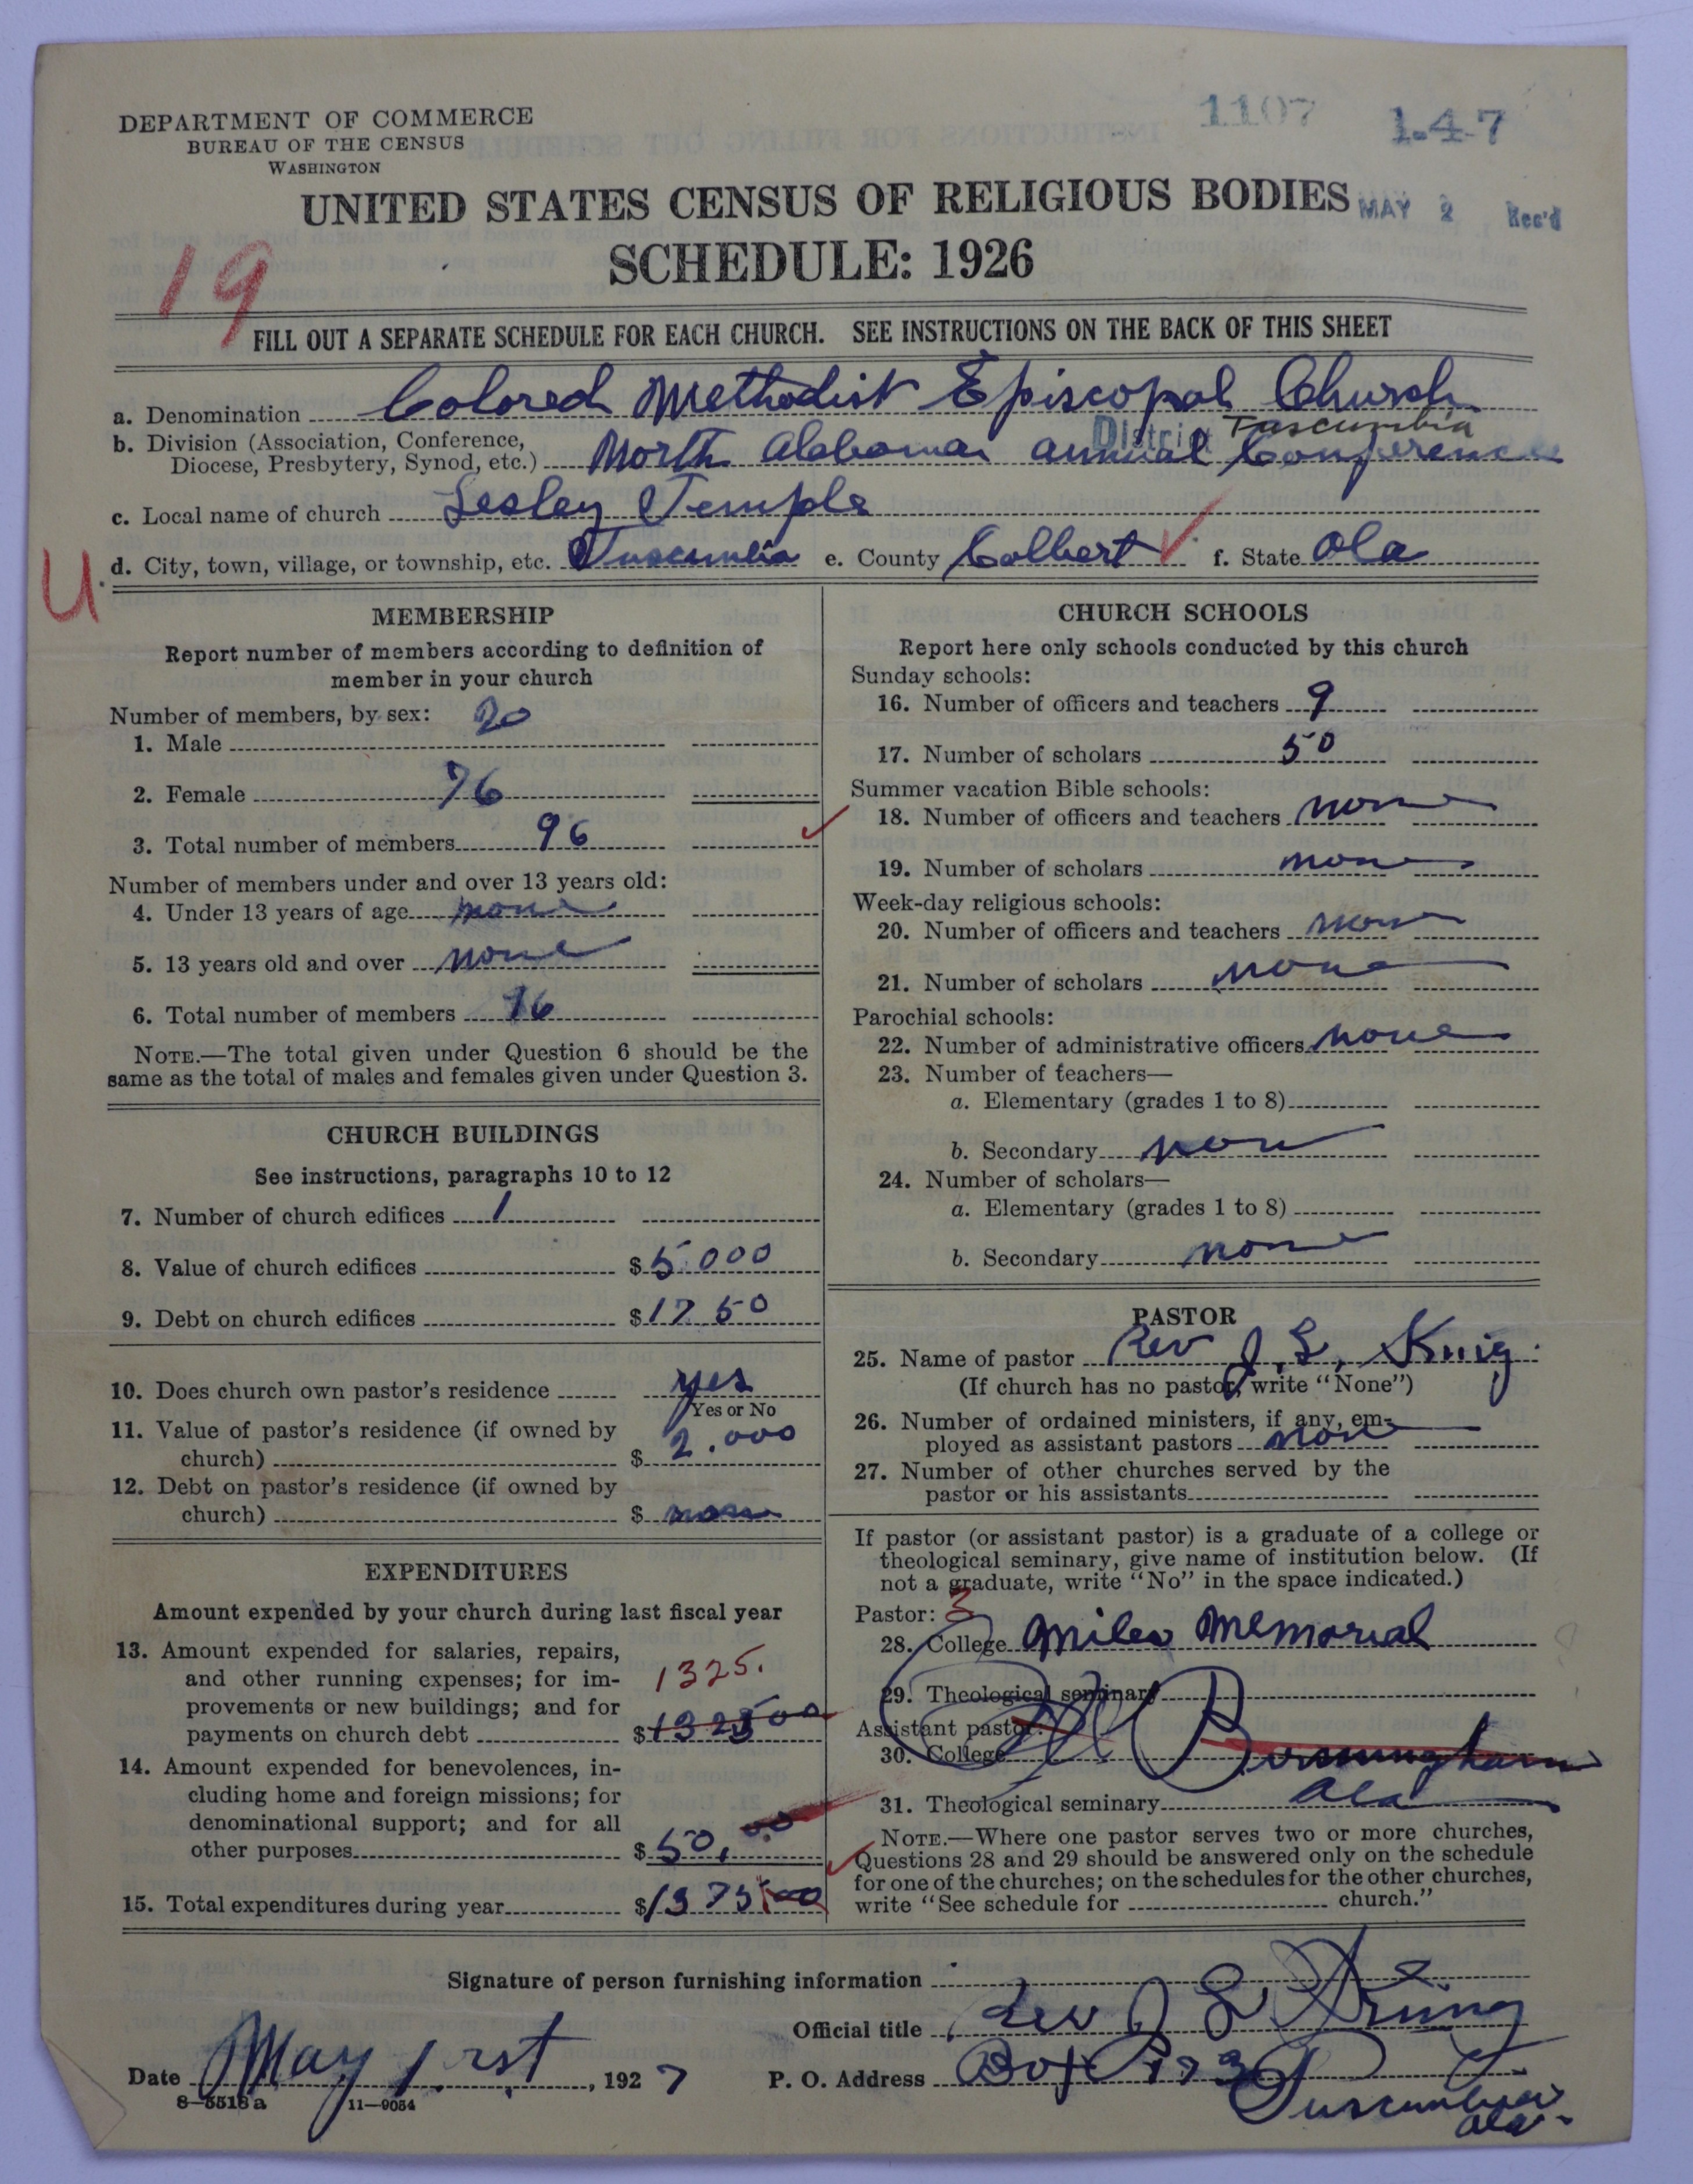 DEPARTMENT OF COMMERCE
BUREAU OF THE CENSUS
WASHINGTON
1107
1-47
UNITED STATES CENSUS OF RELIGIOUS BODIES
MAY 2 Rec'd
SCHEDULE: 1926
19
FILL OUT A SEPARATE SCHEDULE FOR EACH CHURCH. SEE INSTRUCTIONS ON THE BACK OF THIS SHEET
a. Denomination Colored Methodist Episcopal Church
District Tuscumbia
b. Division (Association, Conference, Diocese, Presbytery, Synod, etc.) North Alabama annual Conference
c. Local name of church Lesley Temple
U
d. City, town, village, or township, etc. Tuscumbia e. County Colbert f. State Ala
MEMBERSHIP
Report number of members according to definition of
member in your church
Number of members, by sex:
1. Male 20
2. Female 76
3. Total number of members 96
Number of members under and over 13 years old:
4. Under 13 years of age none
5. 13 years old and over none
6. Total number of members 96
NOTE.—The total given under Question 6 should be the
same as the total of males and females given under Question 3.
CHURCH BUILDINGS
See instructions, paragraphs 10 to 12
7. Number of church edifices 1
8. Value of church edifices $5.000
9. Debt on church edifices $1750
10. Does church own pastor's residence yes
Yes or No
11. Value of pastor's residence (if owned by
church) $ 2.000
12. Debt on pastor's residence (if owned by
church) $ none
EXPENDITURES
Amount expended by your church during last fiscal year
13. Amount expended for salaries, repairs,
and other running expenses; for im-
provements or new buildings; and for
1325.
payments on church debt $132500
14. Amount expended for benevolences, in-
cluding home and foreign missions; for
denominational support; and for all
other purposes $50.00
15. Total expenditures during year $137500
CHURCH SCHOOLS
Report here only schools conducted by this church
Sunday schools:
16. Number of officers and teachers 9
17. Number of scholars 50
Summer vacation Bible schools:
18. Number of officers and teachers none
19. Number of scholars none
Week-day religious schools:
20. Number of officers and teachers none
21. Number of scholars none
Parochial schools:
22. Number of administrative officers none
23. Number of teachers—
a. Elementary (grades 1 to 8)
b. Secondary none
24. Number of scholars—
a. Elementary (grades 1 to 8)
b. Secondary none
PASTOR
25. Name of pastor Rev J. L.
(If church has no pastor, write "None")
26. Number of ordained ministers, if any, em-
ployed as assistant pastors none
27. Number of other churches served by the
pastor or his assistants
If pastor (or assistant pastor) is a graduate of a college or
theological seminary, give name of institution below. (If
not a graduate, write "No" in the space indicated.)
Pastor: 3
28. College Miles Memorial
29. Theological seminary
Assistant pastor:
30. College Birmingham
31. Theological seminary Ala
NOTE.—Where one pastor serves two or more churches,
Questions 28 and 29 should be answered only on the schedule
for one of the churches; on the schedules for the other churches,
write "See schedule for church."
Signature of person furnishing information
Official title Rev J L
Date May 1.rst, 1927 P. O. Address Box 173
Tuscumbia
Ala.
8-5518a 11-9054